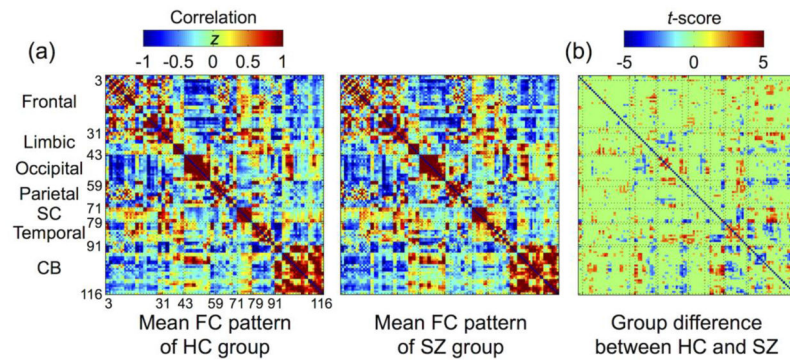 Correlation
t-score
(a)
-1 -0.5 0 0.5 1
z
(b)
-5 0 5
3
Frontal
31
Limbic
43
Occipital
59
Parietal
71
SC
79
Temporal
91
CB
116
3 31 43 59 71 79 91 116
Mean FC pattern
of HC group
Mean FC pattern
of SZ group
Group difference
between HC and SZ